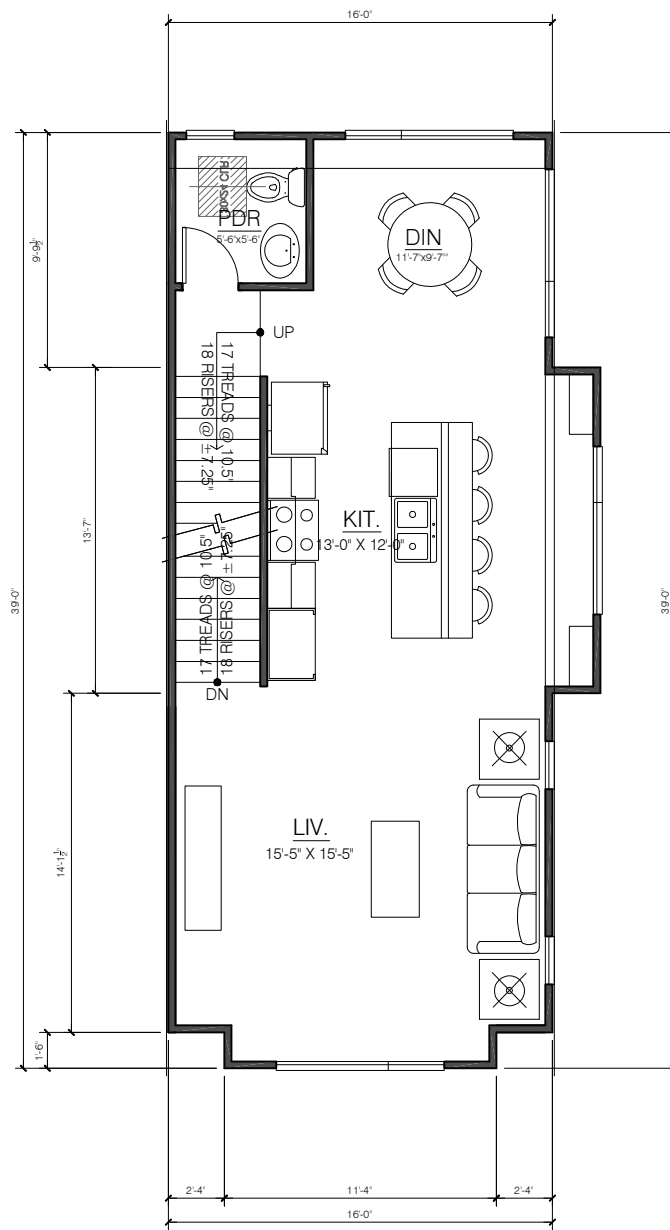 16'-0"
30X54 CLR.
PDR
5'-6"x5'-6"
DIN
11'-7"x9'-7"
9'-9½"
UP
17 TREADS @ 10.5"
18 RISERS @ ± 7.25"
KIT.
13'-0" X 12'-0"
13'-7"
39'-0"
39'-0"
17 TREADS @ 10.5"
18 RISERS @ ± 7.25"
DN
LIV.
15'-5" X 15'-5"
14'-1½"
1'-6"
2'-4"
11'-4"
2'-4"
16'-0"